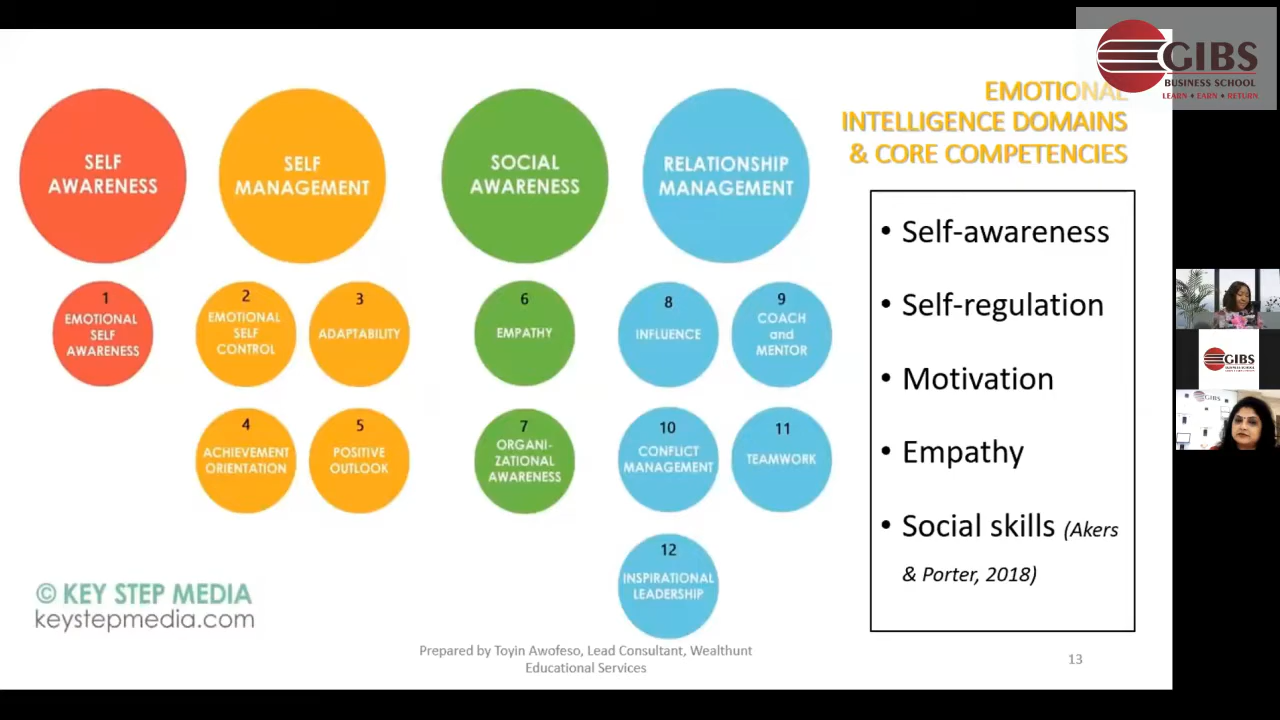 GIBS
BUSINESS SCHOOL
LEARN • EARN • RETURN
EMOTIONAL
INTELLIGENCE DOMAINS
& CORE COMPETENCIES
SELF
AWARENESS
SELF
MANAGEMENT
SOCIAL
AWARENESS
RELATIONSHIP
MANAGEMENT
1
EMOTIONAL
SELF
AWARENESS
2
EMOTIONAL
SELF
CONTROL
3
ADAPTABILITY
4
ACHIEVEMENT
ORIENTATION
5
POSITIVE
OUTLOOK
6
EMPATHY
7
ORGANI-
ZATIONAL
AWARENESS
8
INFLUENCE
9
COACH
and
MENTOR
10
CONFLICT
MANAGEMENT
11
TEAMWORK
12
INSPIRATIONAL
LEADERSHIP
• Self-awareness
• Self-regulation
• Motivation
• Empathy
• Social skills (Akers
& Porter, 2018)
© KEY STEP MEDIA
keystepmedia.com
Prepared by Toyin Awofeso, Lead Consultant, Wealthunt
Educational Services
13
GIBS
GIBS